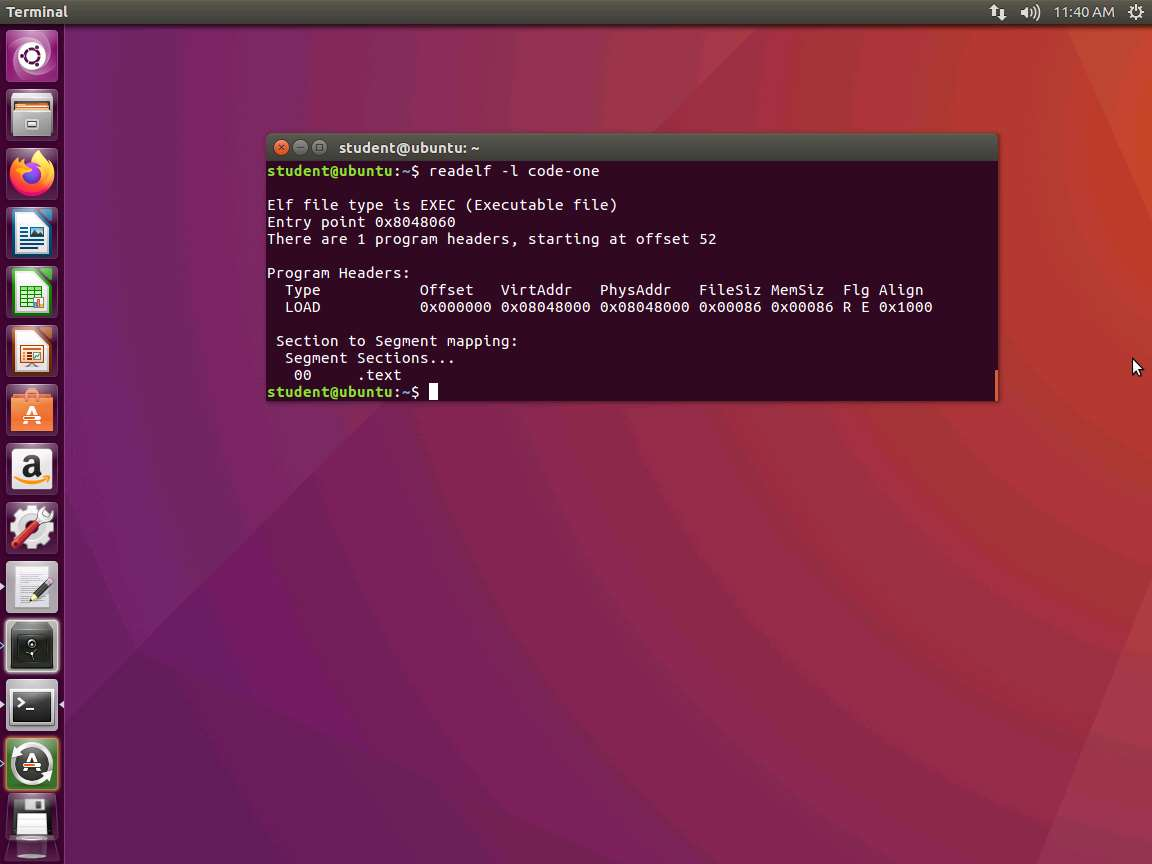 Terminal
11:40 AM
student@ubuntu: ~
student@ubuntu:~$ readelf -l code-one
Elf file type is EXEC (Executable file)
Entry point 0x8048060
There are 1 program headers, starting at offset 52
Program Headers:
  Type           Offset   VirtAddr   PhysAddr   FileSiz MemSiz  Flg Align
  LOAD           0x000000 0x08048000 0x08048000 0x00086 0x00086 R E 0x1000
 Section to Segment mapping:
  Segment Sections...
   00     .text
student@ubuntu:~$